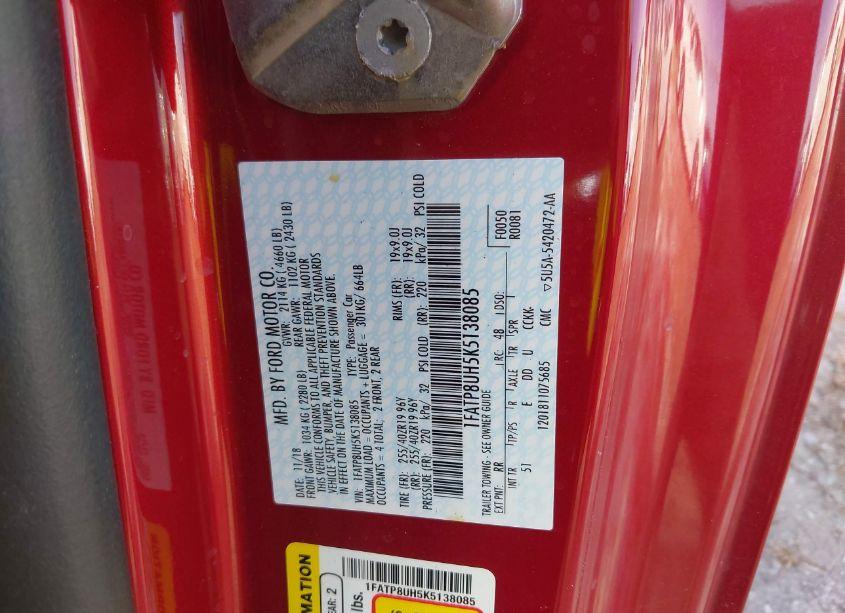 MFD. BY FORD MOTOR CO.
DATE: 11/18 GVWR: 2114 KG ( 4660 LB)
FRONT GAWR: 1034 KG ( 2280 LB) REAR GAWR: 1102 KG ( 2430 LB)
THIS VEHICLE CONFORMS TO ALL APPLICABLE FEDERAL MOTOR
VEHICLE SAFETY, BUMPER, AND THEFT PREVENTION STANDARDS
IN EFFECT ON THE DATE OF MANUFACTURE SHOWN ABOVE.
VIN: 1FATP8UH5K5138085 TYPE: Passenger Car
MAXIMUM LOAD = OCCUPANTS + LUGGAGE = 301KG/ 664LB
OCCUPANTS = 4 TOTAL: 2 FRONT, 2 REAR
TIRE (FR): 255/40ZR19 96Y RIMS (FR): 19x9.0J
(RR): 255/40ZR19 96Y (RR): 19x9.0J
PRESSURE (FR): 220 kPa/ 32 PSI COLD (RR): 220 kPa/ 32 PSI COLD
1FATP8UH5K5138085
F0050
R0081
TRAILER TOWING - SEE OWNER GUIDE
EXT PNT: RR RC: 48 DSO:
INT TR TP/PS R AXLE TR SPR
51 E DD U CCKK-
1201811075685 CMC ▽5U5A-5420472-AA
RMATION
EAR: 2
lbs.
1FATP8UH5K5138085